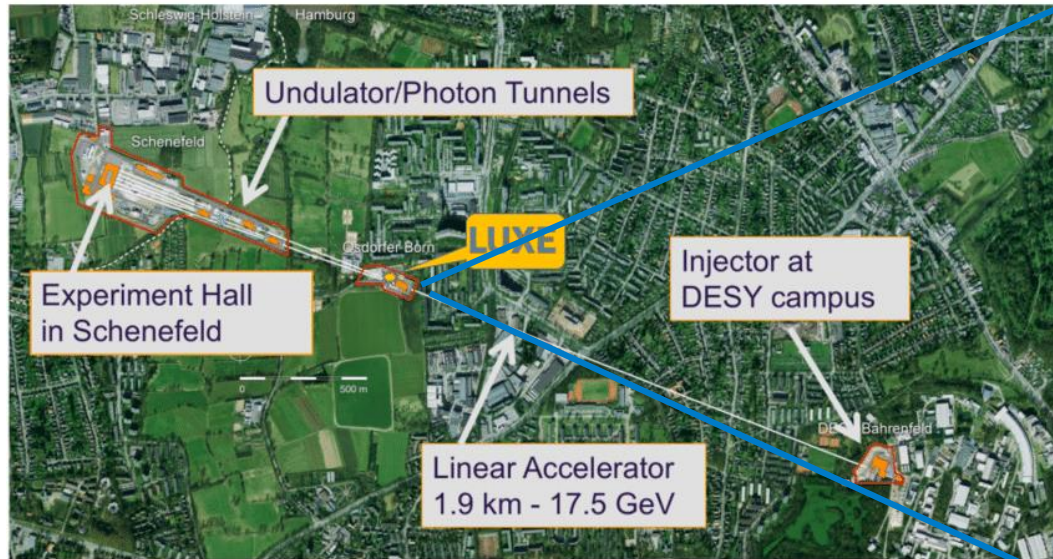 Schleswig-Holstein
Hamburg
Undulator/Photon Tunnels
Schenefeld
Osdorfer Born
LUXE
Experiment Hall
in Schenefeld
Injector at
DESY campus
0 500 m
DESY-Bahrenfeld
Linear Accelerator
1.9 km - 17.5 GeV